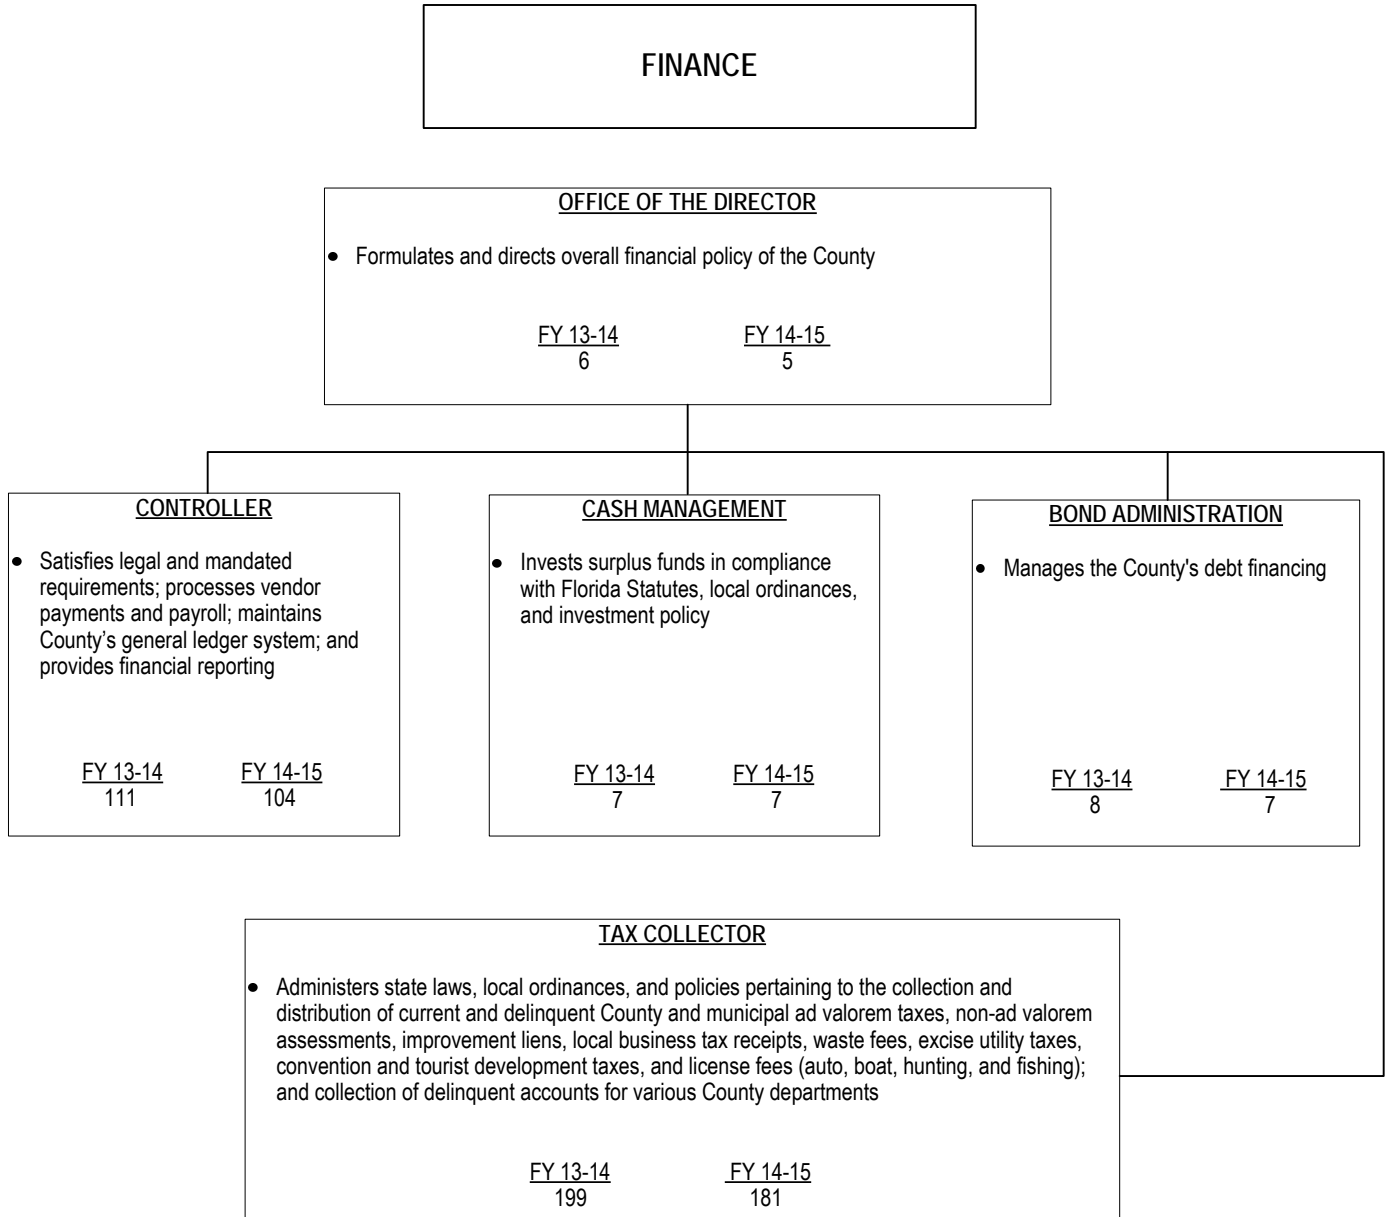 FINANCE
OFFICE OF THE DIRECTOR
• Formulates and directs overall financial policy of the County
FY 13-14 FY 14-15
6 5
CONTROLLER
• Satisfies legal and mandated
requirements; processes vendor
payments and payroll; maintains
County’s general ledger system; and
provides financial reporting
FY 13-14 FY 14-15
111 104
CASH MANAGEMENT
• Invests surplus funds in compliance
with Florida Statutes, local ordinances,
and investment policy
FY 13-14 FY 14-15
7 7
BOND ADMINISTRATION
• Manages the County's debt financing
FY 13-14 FY 14-15
8 7
TAX COLLECTOR
• Administers state laws, local ordinances, and policies pertaining to the collection and
distribution of current and delinquent County and municipal ad valorem taxes, non-ad valorem
assessments, improvement liens, local business tax receipts, waste fees, excise utility taxes,
convention and tourist development taxes, and license fees (auto, boat, hunting, and fishing);
and collection of delinquent accounts for various County departments
FY 13-14 FY 14-15
199 181